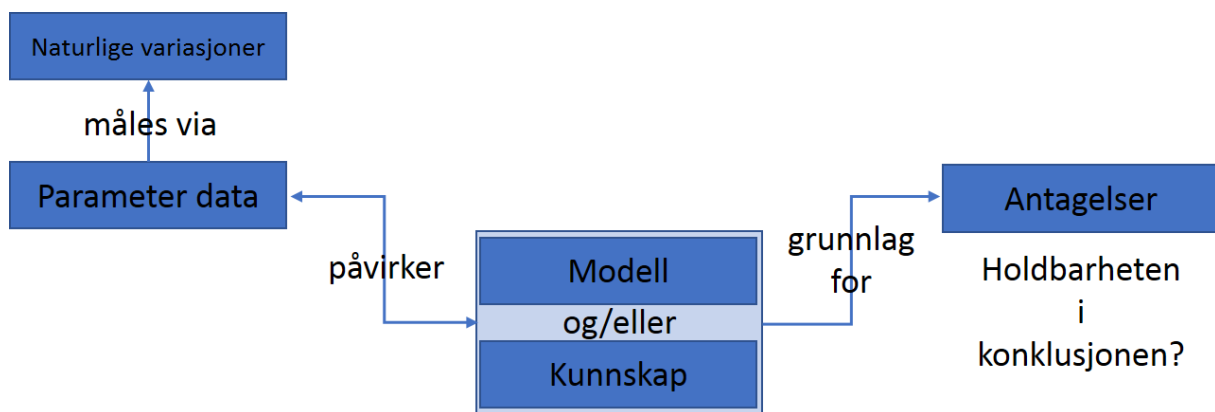 Naturlige variasjoner
måles via
Parameter data
påvirker
Modell
og/eller
Kunnskap
grunnlag
for
Antagelser
Holdbarheten
i
konklusjonen?